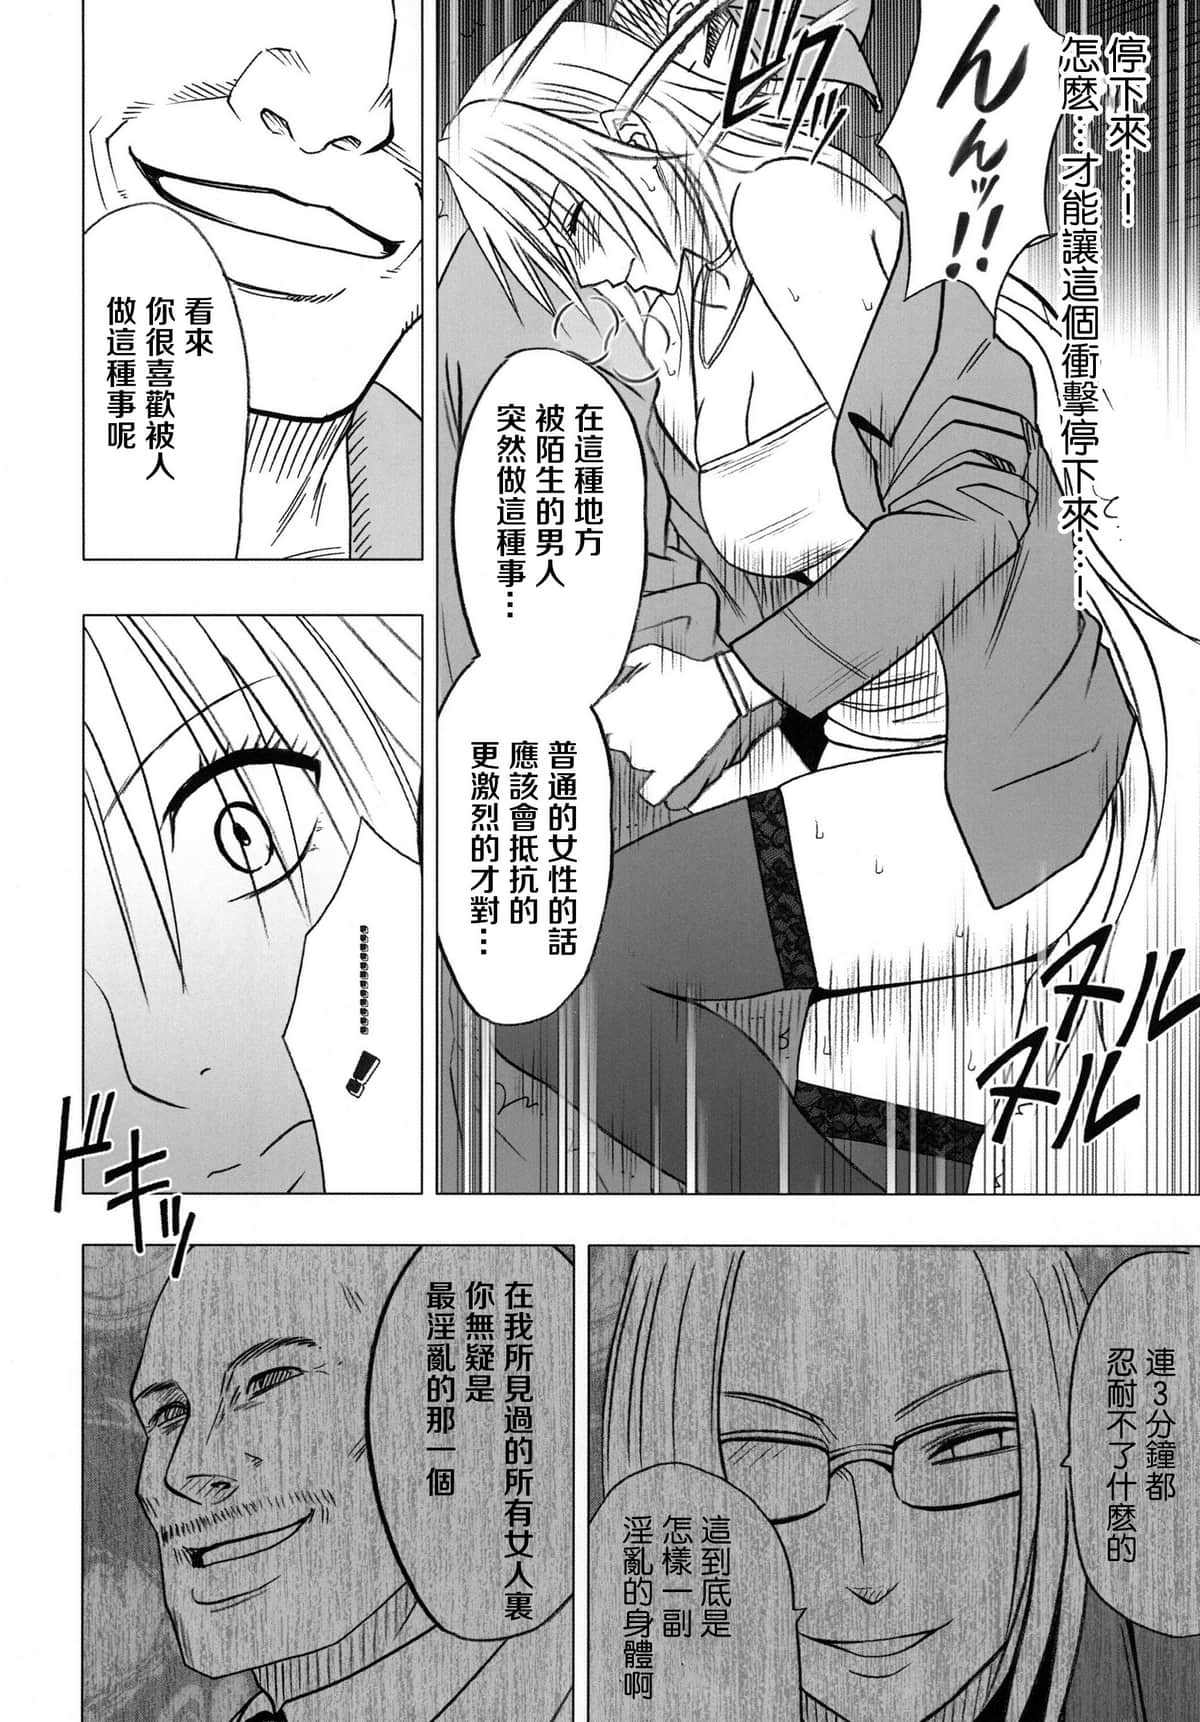 停下來…!
怎麼…才能讓這個衝擊停下來…!
んんッ!!
ビクッ
在這種地方
被陌生的男人
突然做這種事…
普通的女性的話
應該會抵抗的
更激烈的才對…
ヌルヌル
看來
你很喜歡被人
做這種事呢
…………!
ドキッ
連3分鐘都
忍耐不了什麼的
這到底是
怎樣一副
淫亂的身體啊
在我所見過的所有女人裏
你無疑是
最淫亂的那一個